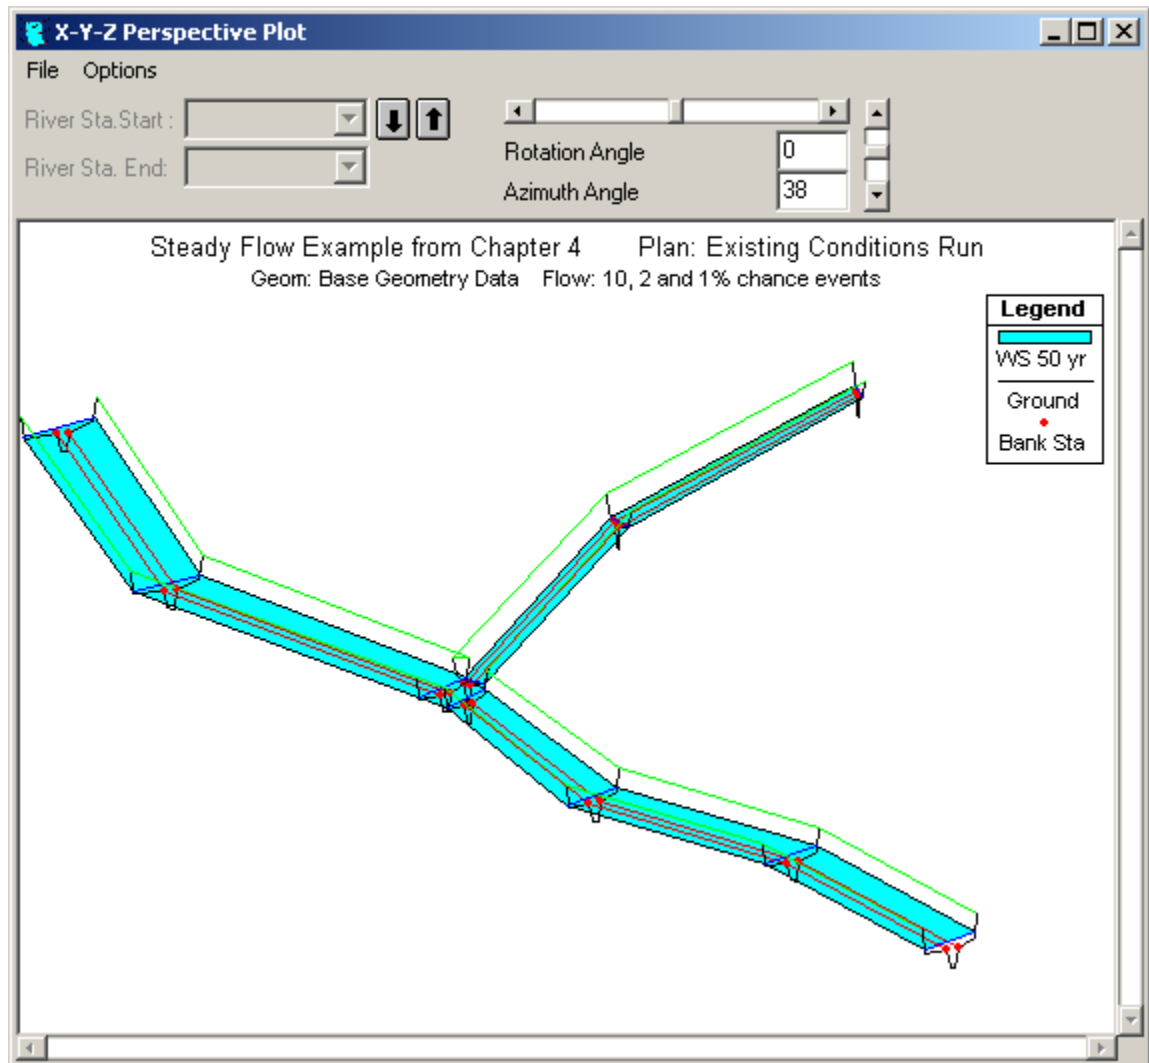 X-Y-Z Perspective Plot
File Options
River Sta.Start :
River Sta. End:
Rotation Angle 0
Azimuth Angle 38
Steady Flow Example from Chapter 4 Plan: Existing Conditions Run
Geom: Base Geometry Data Flow: 10, 2 and 1% chance events
Legend
WS 50 yr
Ground
Bank Sta